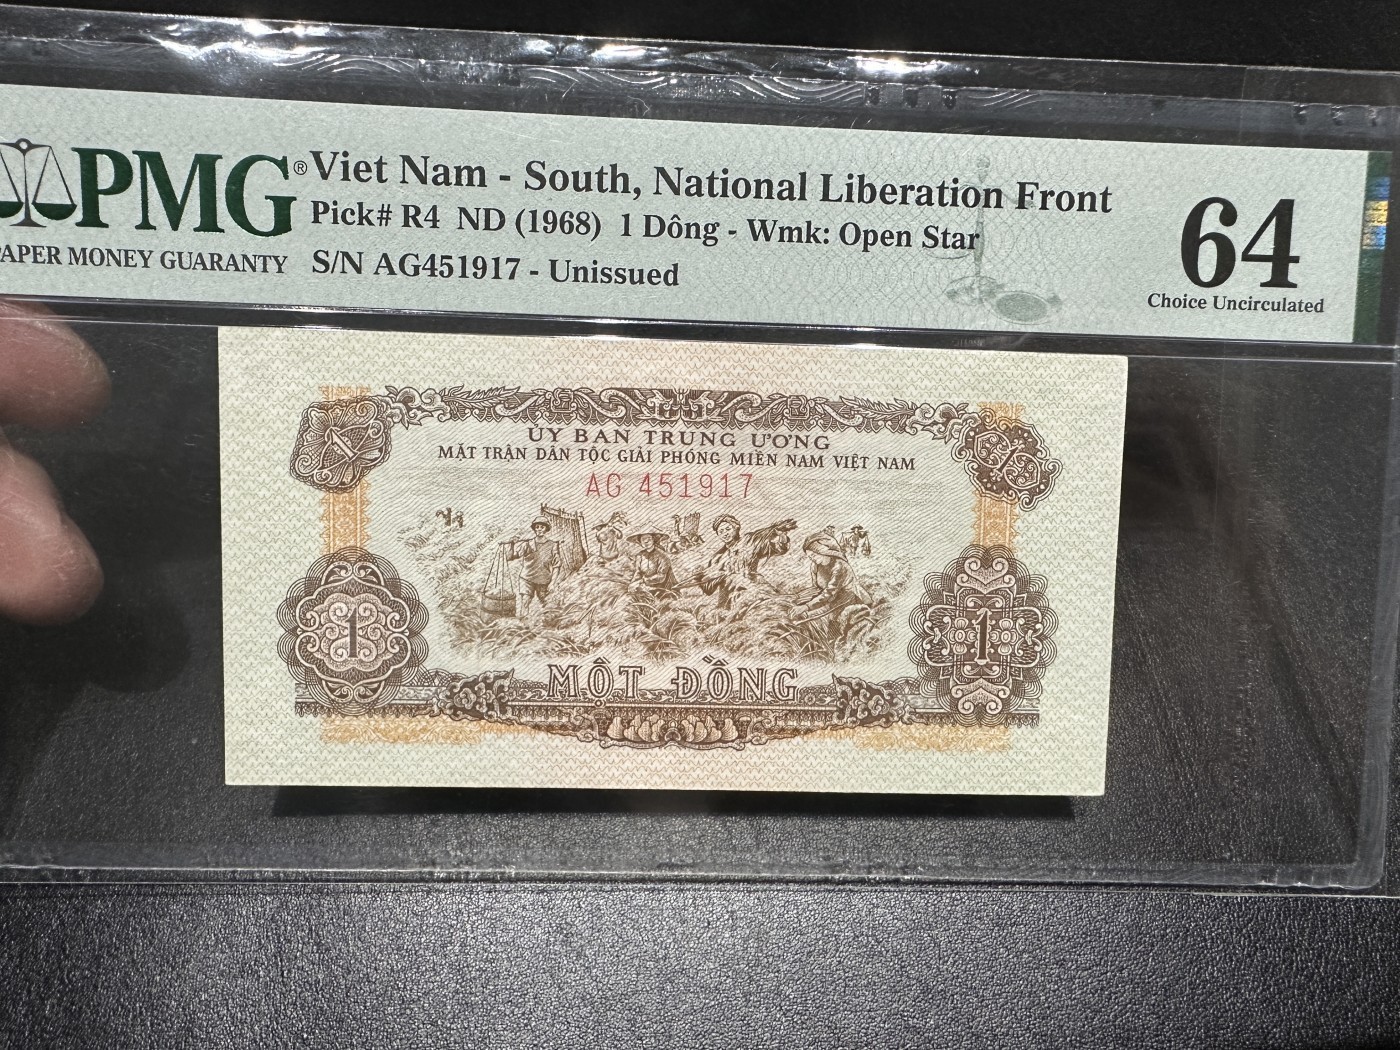 PMG®
PAPER MONEY GUARANTY
Viet Nam - South, National Liberation Front
Pick# R4 ND (1968) 1 Dông - Wmk: Open Star
S/N AG451917 - Unissued
64
Choice Uncirculated
1
1
ỦY BAN TRUNG ƯƠNG
MẶT TRẬN DÂN TỘC GIẢI PHÓNG MIỀN NAM VIỆT NAM
AG 451917
1
1
MỘT ĐỒNG